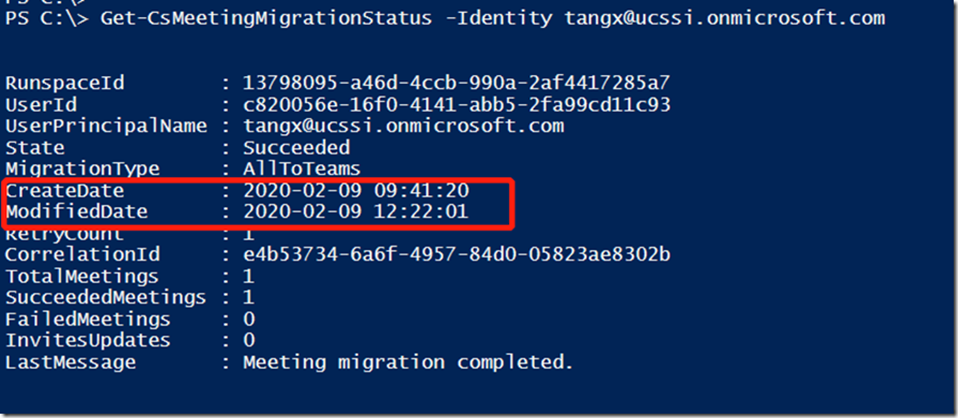 PS C:\> Get-CsMeetingMigrationStatus -Identity tangx@ucssi.onmicrosoft.com
RunspaceId : 13798095-a46d-4ccb-990a-2af4417285a7
UserId : c820056e-16f0-4141-abb5-2fa99cd11c93
UserPrincipalName : tangx@ucssi.onmicrosoft.com
State : Succeeded
MigrationType : AllToTeams
CreateDate : 2020-02-09 09:41:20
ModifiedDate : 2020-02-09 12:22:01
RetryCount : 1
CorrelationId : e4b53734-6a6ff-4957-84d0-05823ae8302b
TotalMeetings : 1
SucceededMeetings : 1
FailedMeetings : 0
InvitesUpdates : 0
LastMessage : Meeting migration completed.